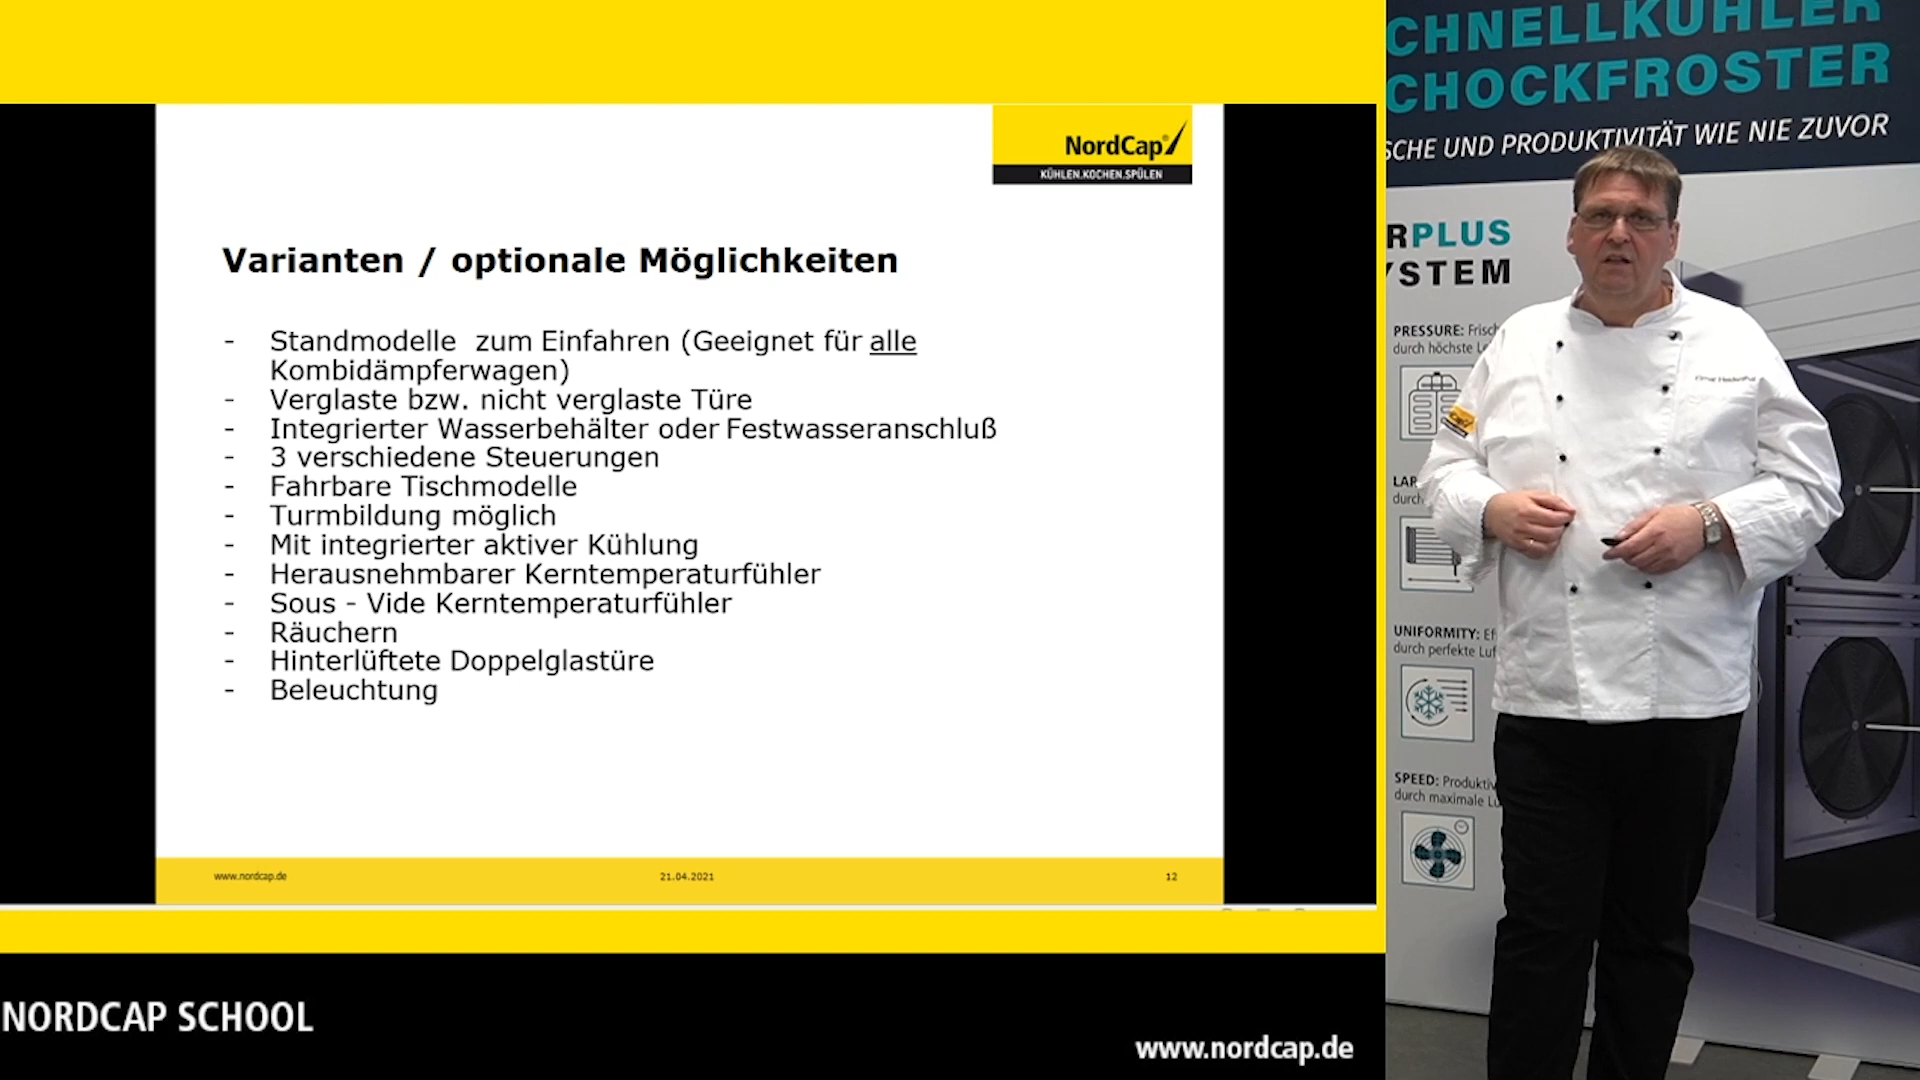 NordCap®
KÜHLEN.KOCHEN.SPÜLEN
Varianten / optionale Möglichkeiten
- Standmodelle zum Einfahren (Geeignet für alle
Kombidämpferwagen)
- Verglaste bzw. nicht verglaste Türe
- Integrierter Wasserbehälter oder Festwasseranschluß
- 3 verschiedene Steuerungen
- Fahrbare Tischmodelle
- Turmbildung möglich
- Mit integrierter aktiver Kühlung
- Herausnehmbarer Kerntemperaturfühler
- Sous - Vide Kerntemperaturfühler
- Räuchern
- Hinterlüftete Doppelglastüre
- Beleuchtung
www.nordcap.de
21.04.2021
12
NORDCAP SCHOOL
www.nordcap.de
CHNELLKÜHLER
CHOCKFROSTER
SCHE UND PRODUKTIVITÄT WIE NIE ZUVOR
RPLUS
YSTEM
PRESSURE: Frisch
durch höchste Le
LAR
durch
UNIFORMITY: Ef
durch perfekte Luf
SPEED: Produktiv
durch maximale Lu